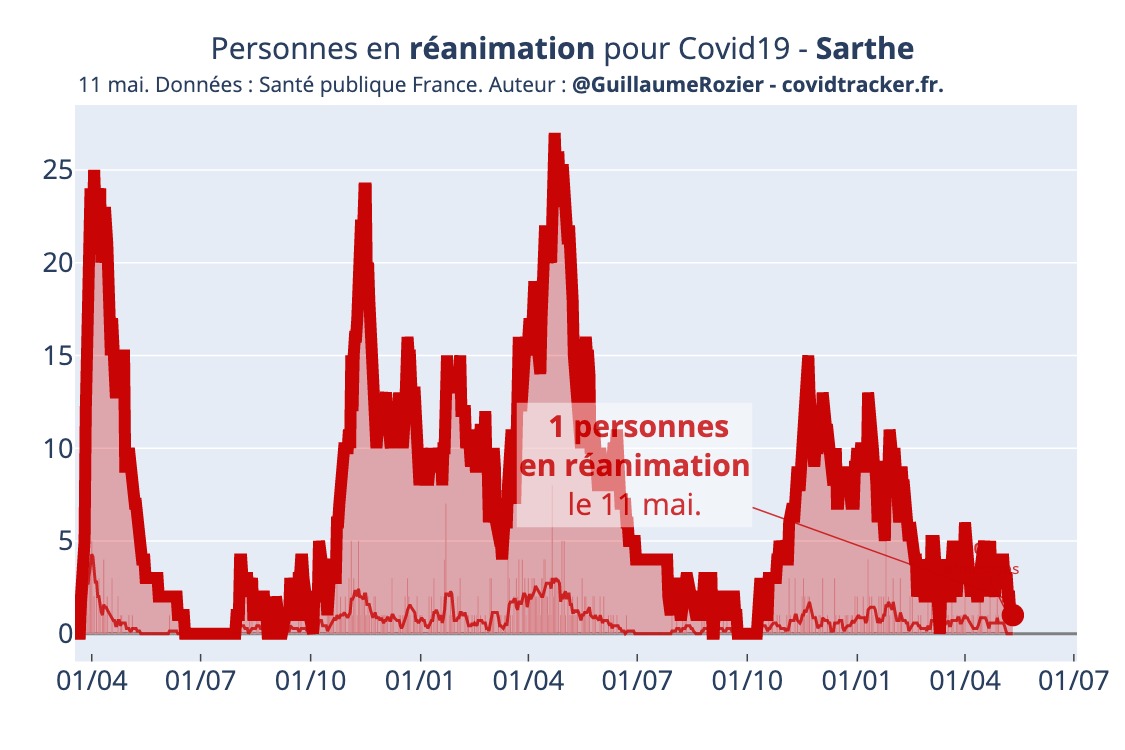 Personnes en réanimation pour Covid19 - Sarthe
11 mai. Données : Santé publique France. Auteur : @GuillaumeRozier - covidtracker.fr.
25
20
15
10
5
0
1 personnes
en réanimation
le 11 mai.
01/04 01/07 01/10 01/01 01/04 01/07 01/10 01/01 01/04 01/07